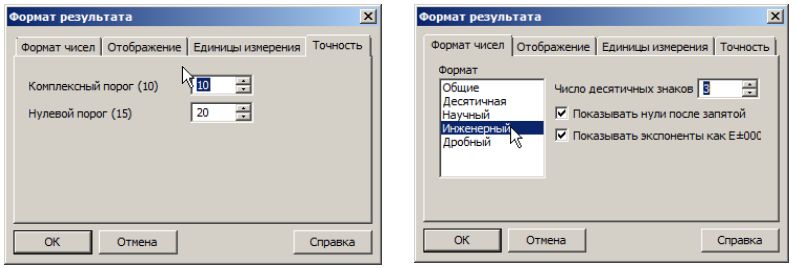 Формат результата
Формат чисел Отображение Единицы измерения Точность
Комплексный порог (10) 10
Нулевой порог (15) 20
OK Отмена Справка
Формат результата
Формат чисел Отображение Единицы измерения Точность
Формат
Общие
Десятичная
Научный
Инженерный
Дробный
Число десятичных знаков 3
Показывать нули после запятой
Показывать экспоненты как E±000
OK Отмена Справка